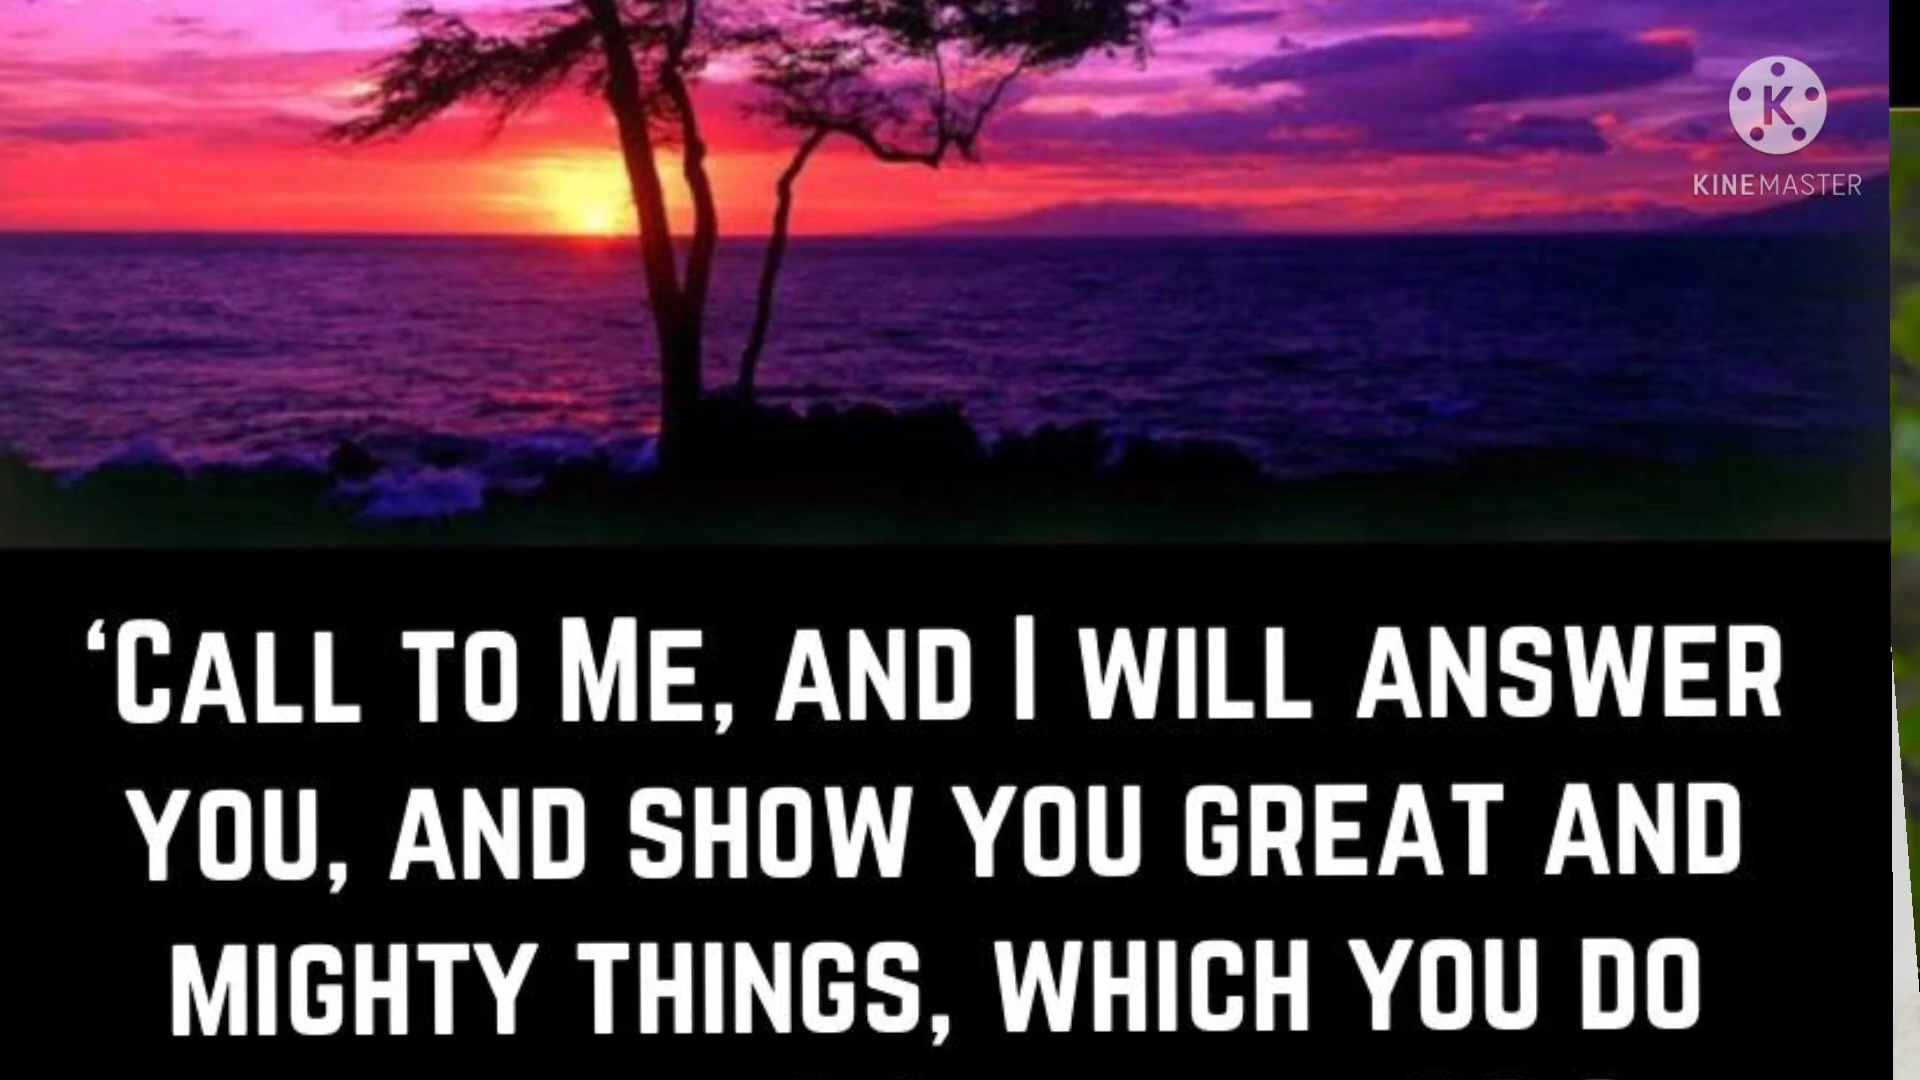 KINEMASTER
‘CALL TO ME, AND I WILL ANSWER
YOU, AND SHOW YOU GREAT AND
MIGHTY THINGS, WHICH YOU DO